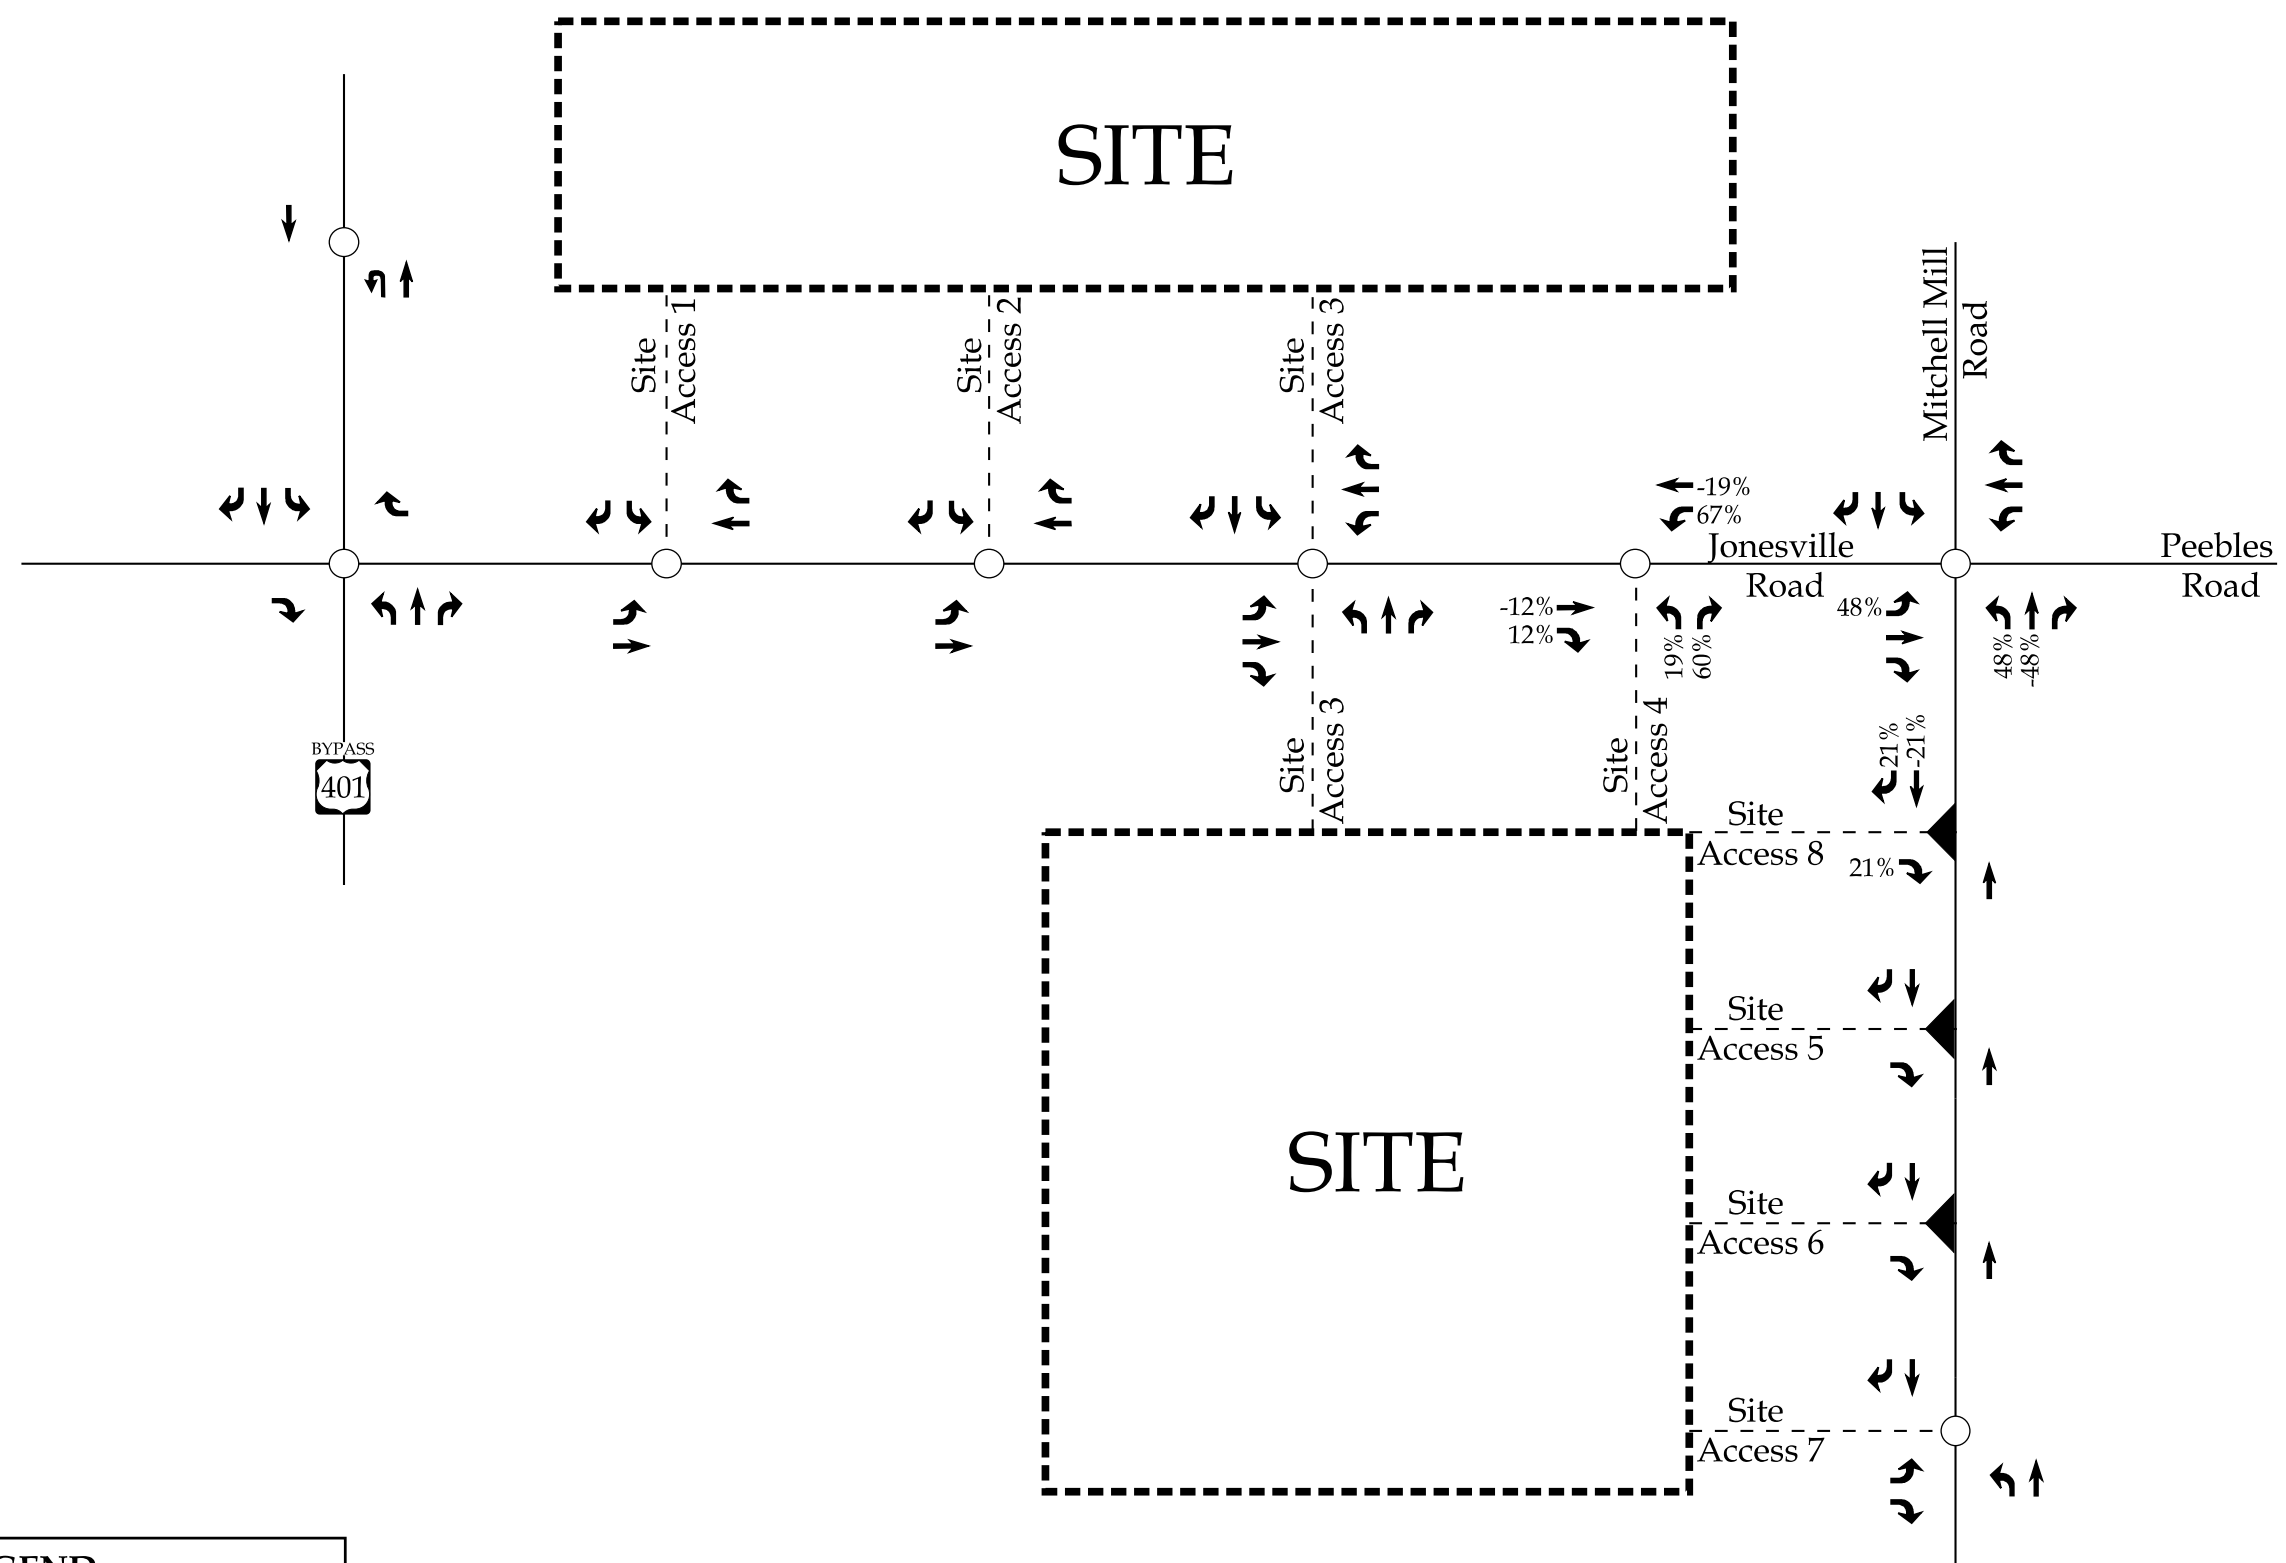 SITE
Mitchell Mill
Road
Site
Access 1
Site
Access 2
Site
Access 3
-19%
67%
Jonesville
Road
Peebles
Road
-12%
12%
19%
60%
48%
48%
-48%
Site
Access 3
Site
Access 4
BYPASS
401
21%
-21%
Site
Access 8
21%
Site
Access 5
SITE
Site
Access 6
Site
Access 7